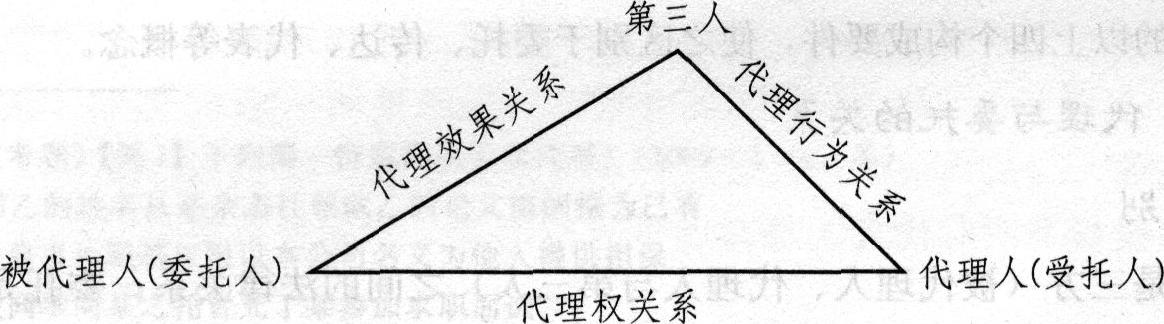 第三人
代理效果关系
代理行为关系
被代理人(委托人)
代理人(受托人)
代理权关系